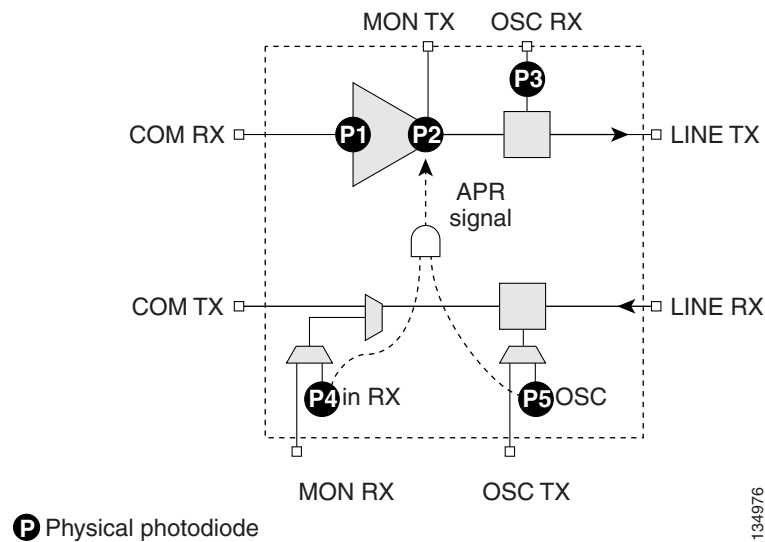 MON TX
OSC RX
P3
COM RX
P1
P2
LINE TX
APR
signal
COM TX
LINE RX
P4
in RX
P5
OSC
MON RX
OSC TX
P Physical photodiode
134976